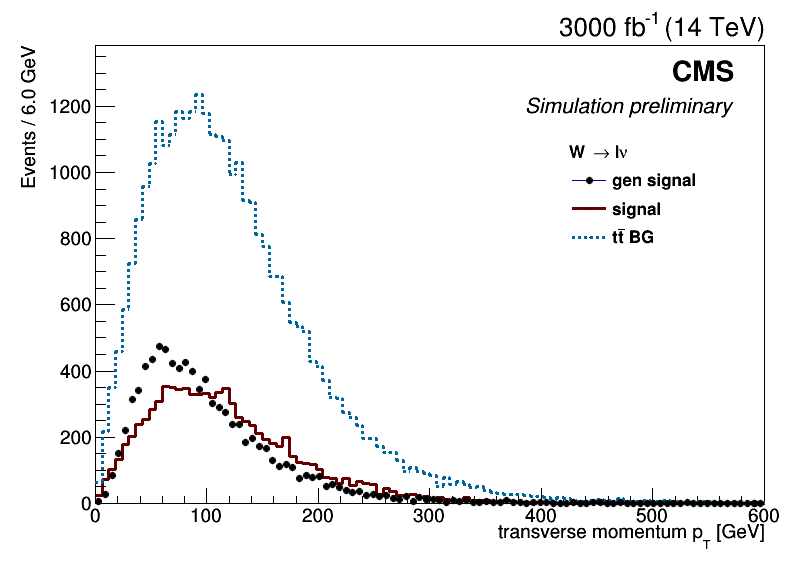 3000 fb⁻¹ (14 TeV)
CMS
Simulation preliminary
W → lν
gen signal
signal
tt̄ BG
Events / 6.0 GeV
1200
1000
800
600
400
200
0
0 100 200 300 400 500 600
transverse momentum p_T [GeV]